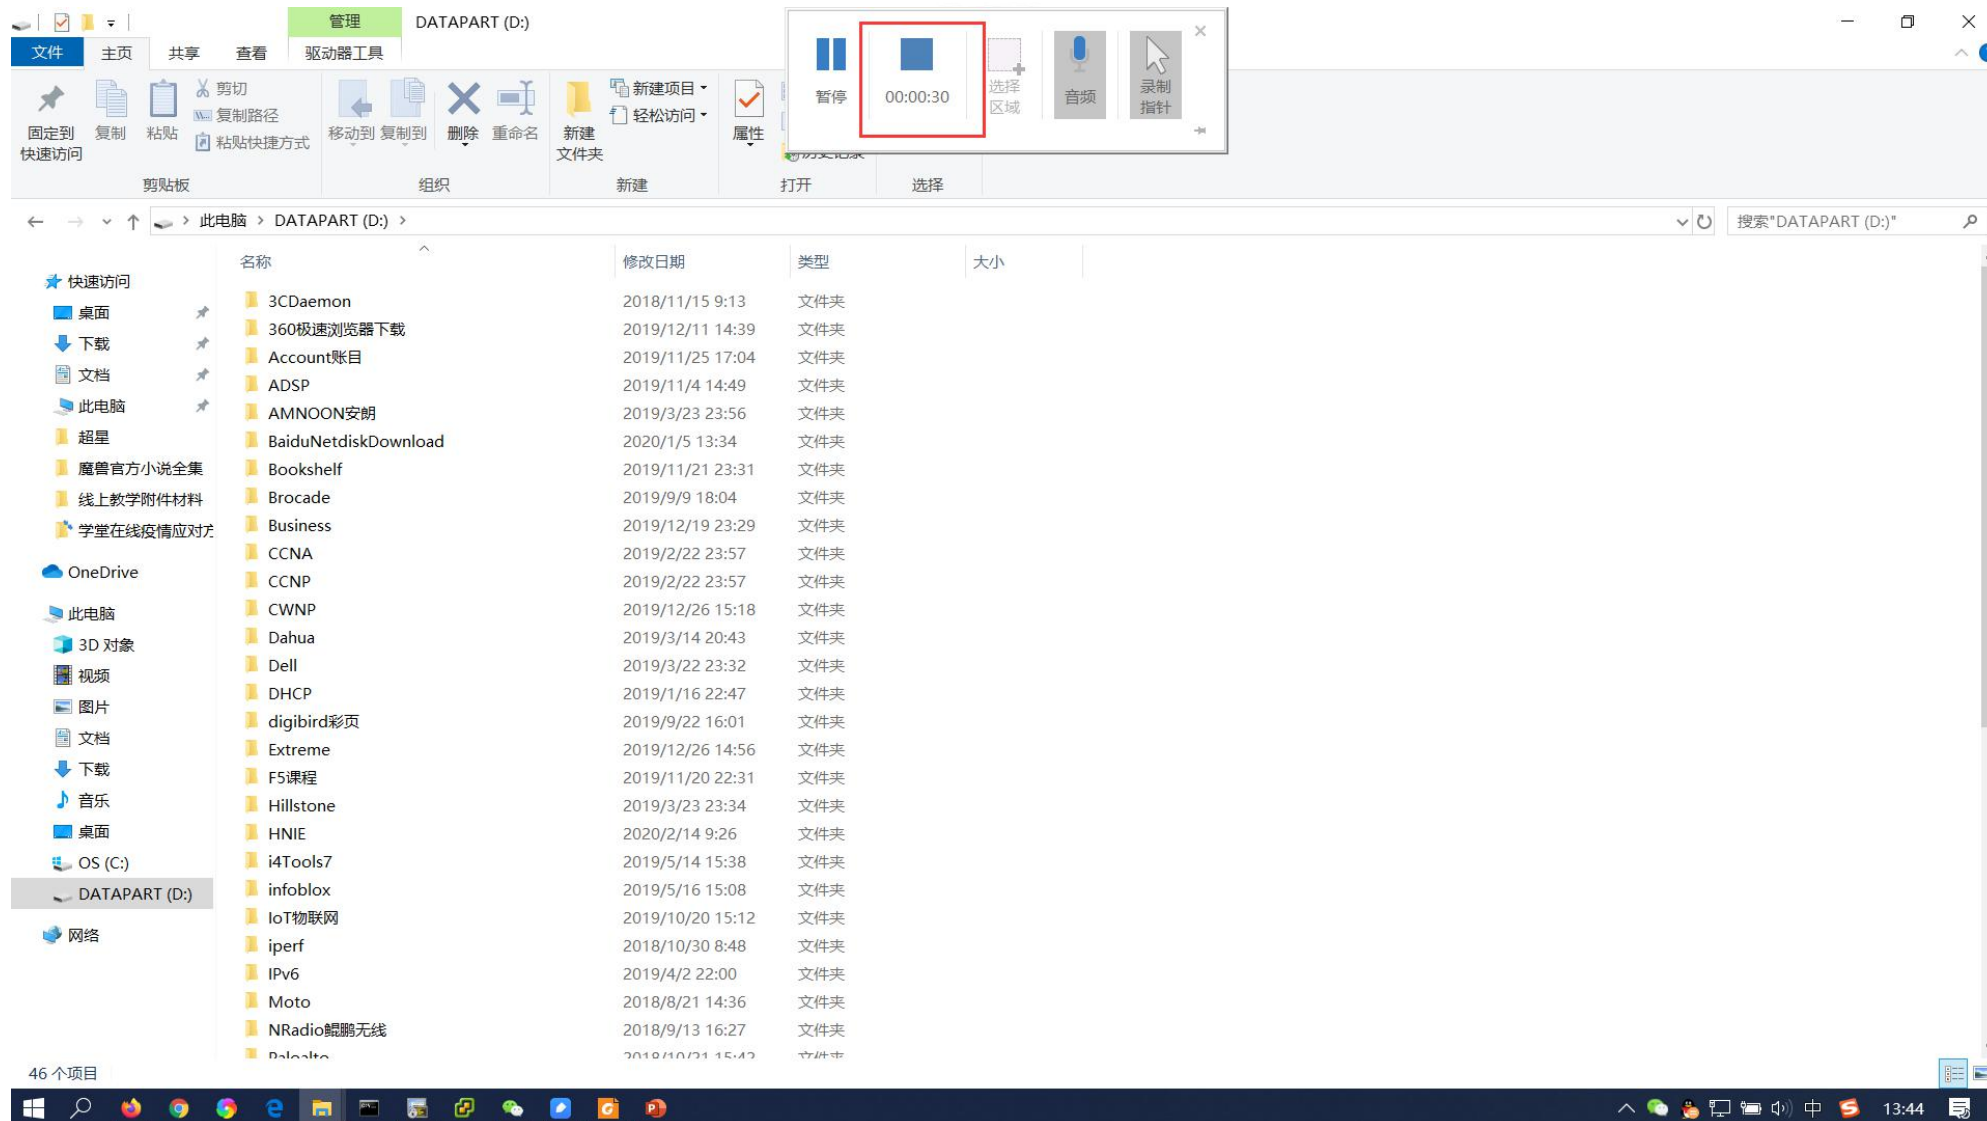 管理 DATAPART (D:)
文件 主页 共享 查看 驱动器工具
暂停 00:00:30 选择区域 音频 录制指针
固定到快速访问 复制 粘贴 剪切 复制路径 粘贴快捷方式 移动到 复制到 删除 重命名 新建文件夹 新建项目 轻松访问 属性 历史记录
剪贴板 组织 新建 打开 选择
此电脑 > DATAPART (D:) > 搜索"DATAPART (D:)"
名称 修改日期 类型 大小
快速访问
桌面
下载
文档
此电脑
超星
魔兽官方小说全集
线上教学附件材料
学堂在线疫情应对方
OneDrive
此电脑
3D 对象
视频
图片
文档
下载
音乐
桌面
OS (C:)
DATAPART (D:)
网络
3CDaemon 2018/11/15 9:13 文件夹
360极速浏览器下载 2019/12/11 14:39 文件夹
Account账目 2019/11/25 17:04 文件夹
ADSP 2019/11/4 14:49 文件夹
AMNOON安朗 2019/3/23 23:56 文件夹
BaiduNetdiskDownload 2020/1/5 13:34 文件夹
Bookshelf 2019/11/21 23:31 文件夹
Brocade 2019/9/9 18:04 文件夹
Business 2019/12/19 23:29 文件夹
CCNA 2019/2/22 23:57 文件夹
CCNP 2019/2/22 23:57 文件夹
CWNP 2019/12/26 15:18 文件夹
Dahua 2019/3/14 20:43 文件夹
Dell 2019/3/22 23:32 文件夹
DHCP 2019/1/16 22:47 文件夹
digibird彩页 2019/9/22 16:01 文件夹
Extreme 2019/12/26 14:56 文件夹
F5课程 2019/11/20 22:31 文件夹
Hillstone 2019/3/23 23:34 文件夹
HNIE 2020/2/14 9:26 文件夹
i4Tools7 2019/5/14 15:38 文件夹
infoblox 2019/5/16 15:08 文件夹
IoT物联网 2019/10/20 15:12 文件夹
iperf 2018/10/30 8:48 文件夹
IPv6 2019/4/2 22:00 文件夹
Moto 2018/8/21 14:36 文件夹
NRadio鲲鹏无线 2018/9/13 16:27 文件夹
Paloalto 2018/10/21 15:42 文件夹
46 个项目
中 13:44